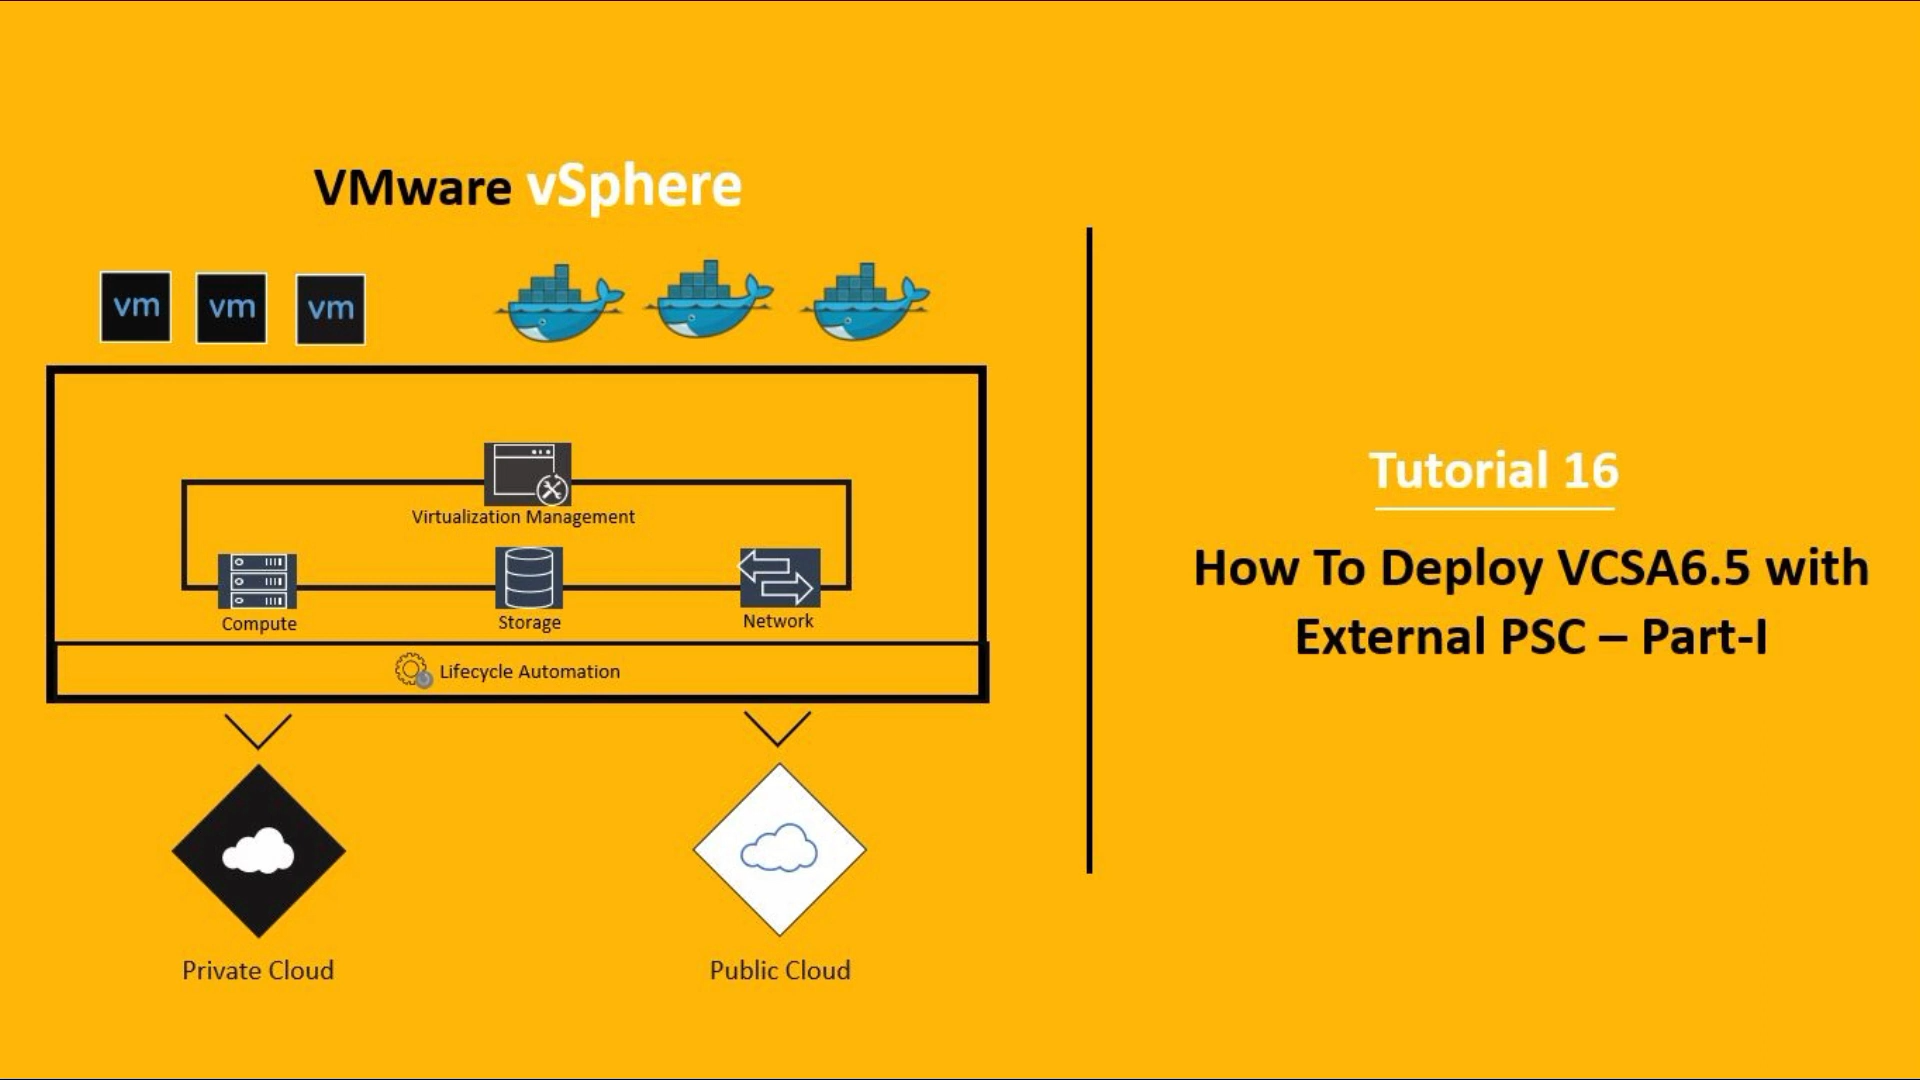 VMware vSphere
vm vm vm
Virtualization Management
Compute Storage Network
Lifecycle Automation
Private Cloud Public Cloud
Tutorial 16
How To Deploy VCSA6.5 with
External PSC – Part-I